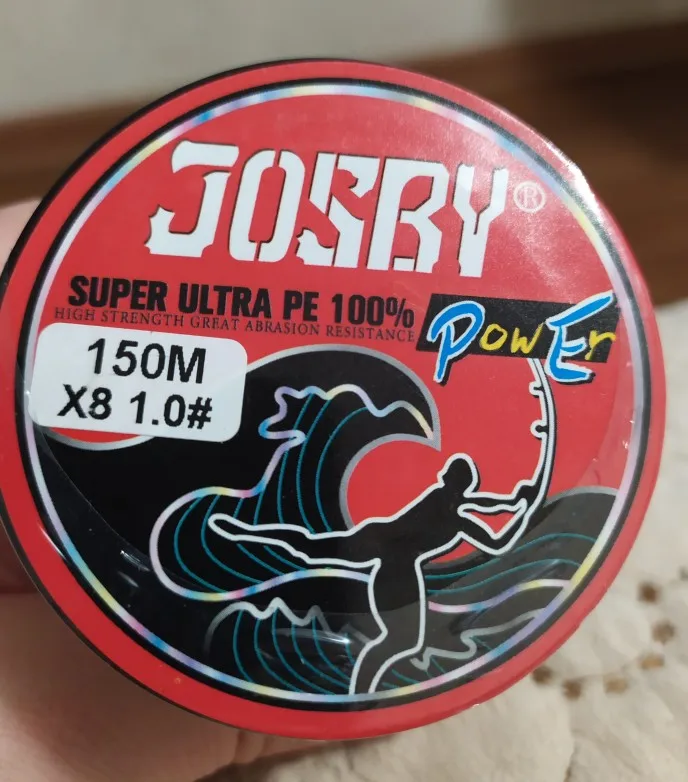 JOSBY®
SUPER ULTRA PE 100%
HIGH STRENGTH GREAT ABRASION RESISTANCE
PowEr
150M
X8 1.0#